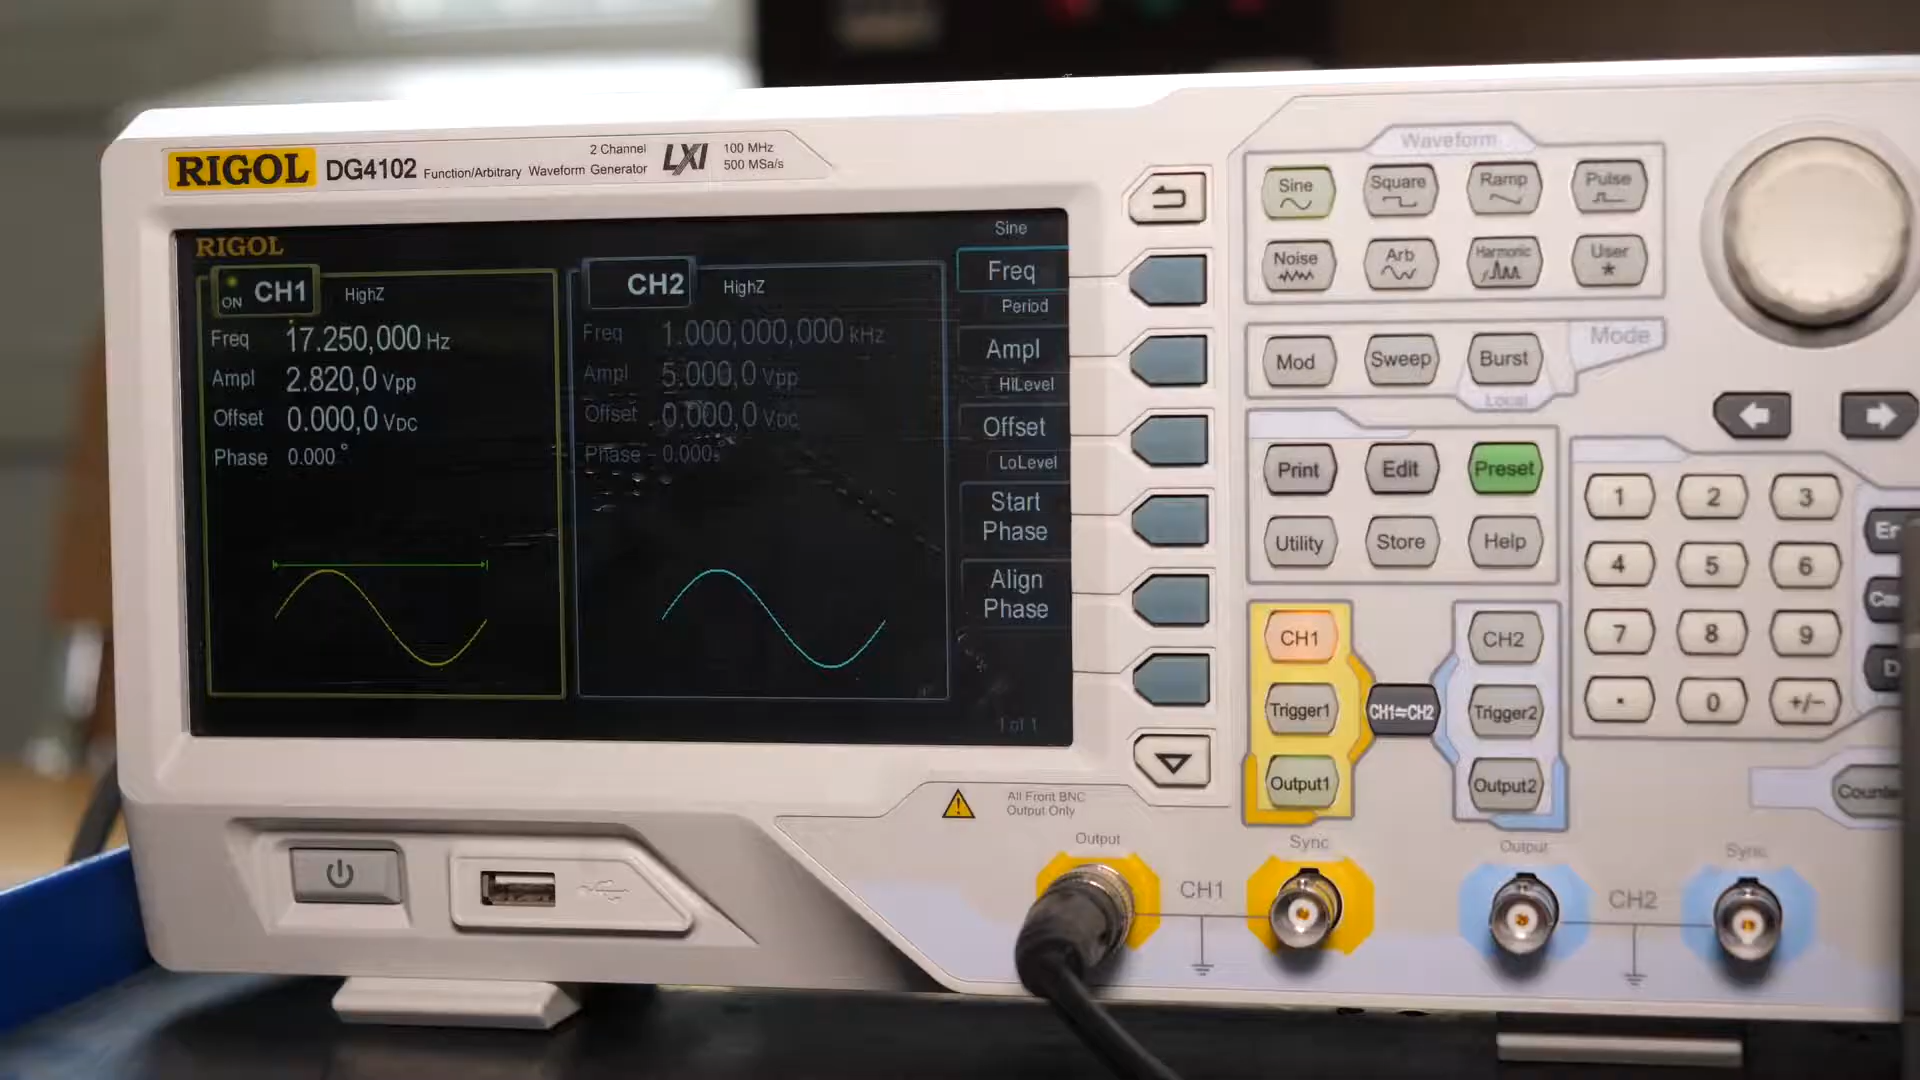 RIGOL DG4102 Function/Arbitrary Waveform Generator
2 Channel
LXI
100 MHz
500 MSa/s
RIGOL
ON CH1 HighZ
Freq 17.250,000 Hz
Ampl 2.820,0 Vpp
Offset 0.000,0 VDC
Phase 0.000°
CH2 HighZ
Freq 1.000,000,000 kHz
Ampl 5.000,0 Vpp
Offset 0.000,0 VDC
Phase 0.000°
Sine
Freq
Period
Ampl
HiLevel
Offset
LoLevel
Start
Phase
Align
Phase
1 of 1
Waveform
Sine Square Ramp Pulse
Noise Arb Harmonic User
Mod Sweep Burst
Mode
Local
Print Edit Preset
Utility Store Help
1 2 3
4 5 6
7 8 9
. 0 +/-
CH1 CH2
Trigger1 CH1⇌CH2 Trigger2
Output1 Output2
All Front BNC
Output Only
Output Sync Output Sync
CH1 CH2